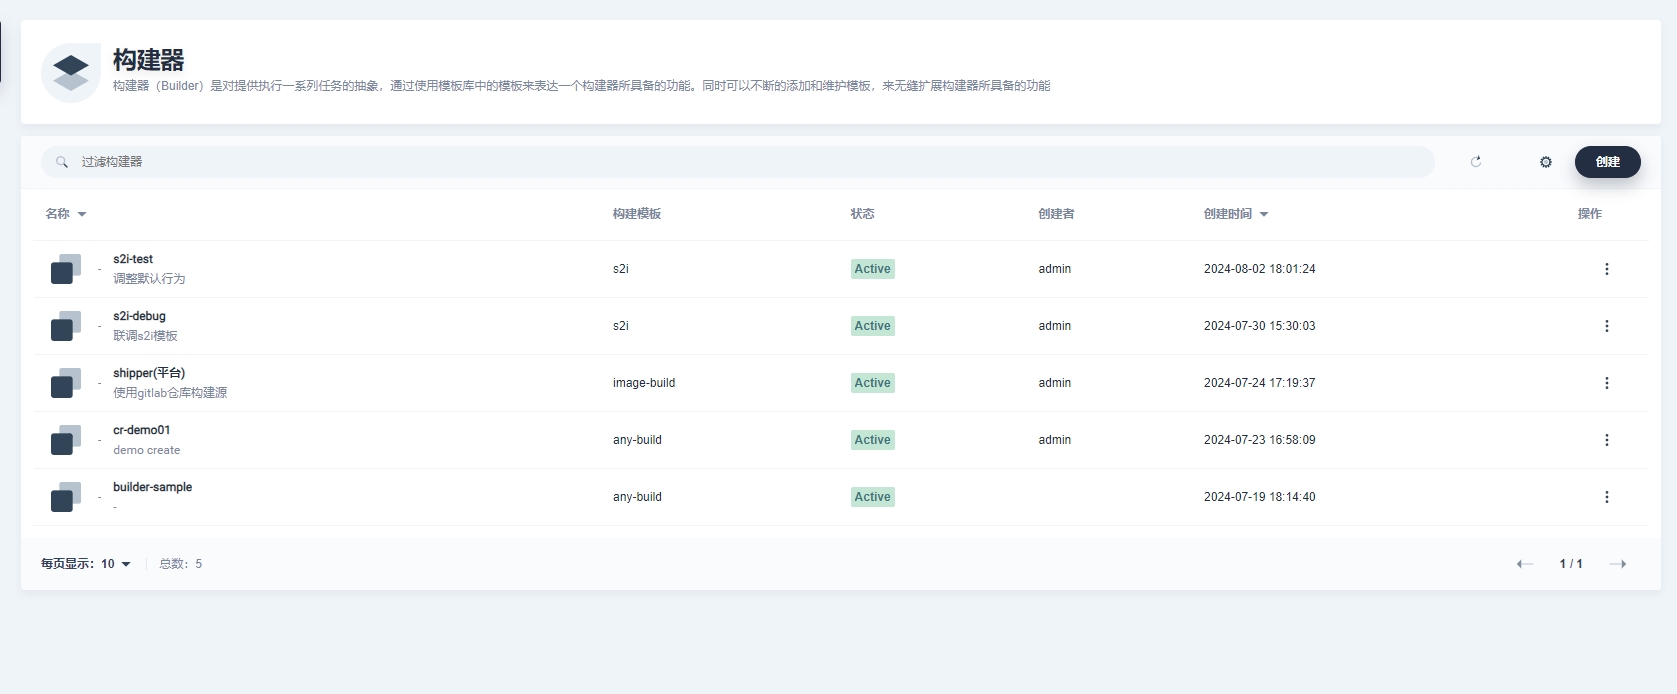 构建器
构建器（Builder）是对提供执行一系列任务的抽象，通过使用模板库中的模板来表达一个构建器所具备的功能。同时可以不断的添加和维护模板，来无缝扩展构建器所具备的功能
过滤构建器
创建
名称 构建模板 状态 创建者 创建时间 操作
- s2i-test s2i Active admin 2024-08-02 18:01:24
调整默认行为
- s2i-debug s2i Active admin 2024-07-30 15:30:03
联调s2i模板
- shipper(平台) image-build Active admin 2024-07-24 17:19:37
使用gitlab仓库构建源
- cr-demo01 any-build Active admin 2024-07-23 16:58:09
demo create
- builder-sample any-build Active 2024-07-19 18:14:40
-
每页显示：10 总数：5 1 / 1